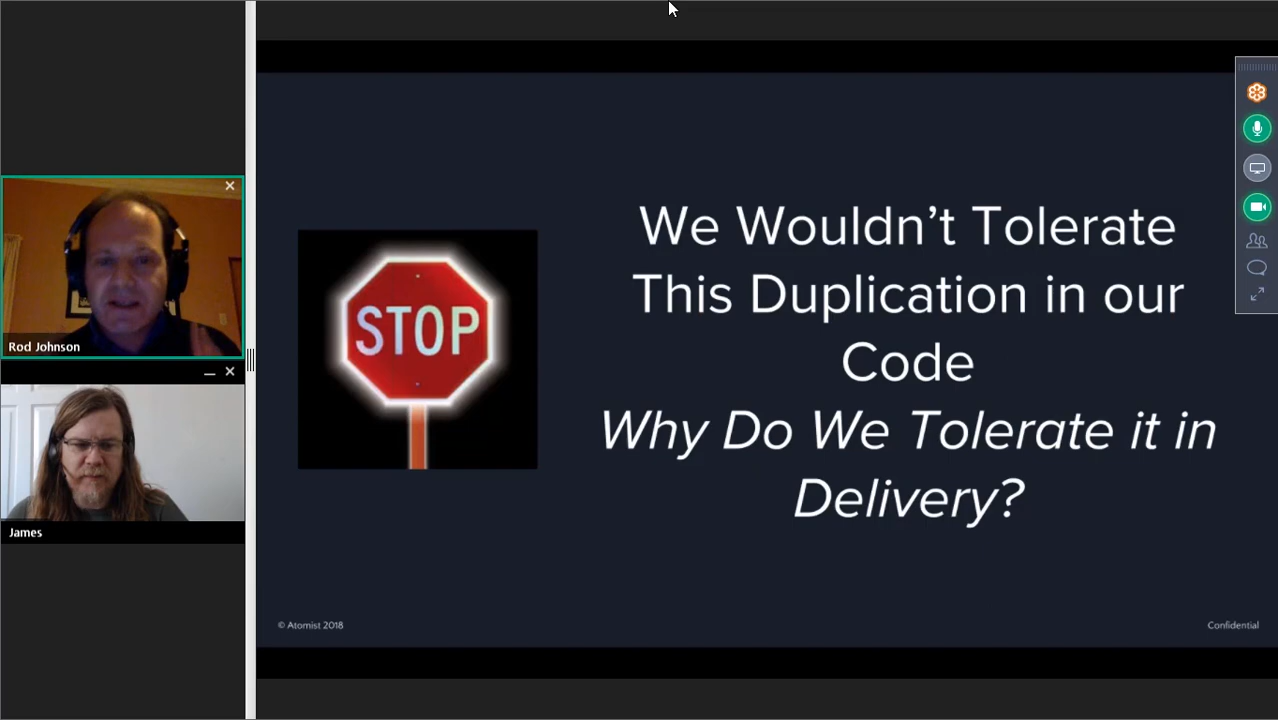 Rod Johnson
James
STOP
We Wouldn’t Tolerate
This Duplication in our
Code
Why Do We Tolerate it in
Delivery?
© Atomist 2018
Confidential